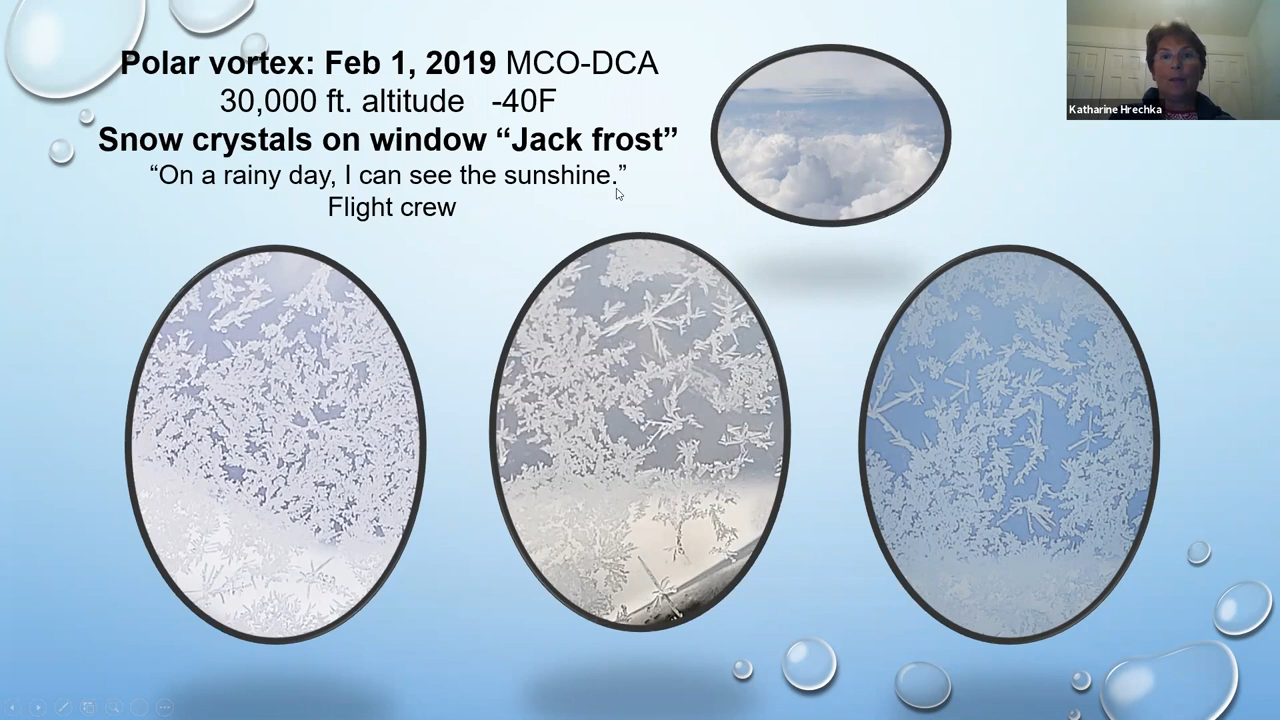 Polar vortex: Feb 1, 2019 MCO-DCA
30,000 ft. altitude -40F
Snow crystals on window “Jack frost”
“On a rainy day, I can see the sunshine.”
Flight crew
Katharine Hrechka